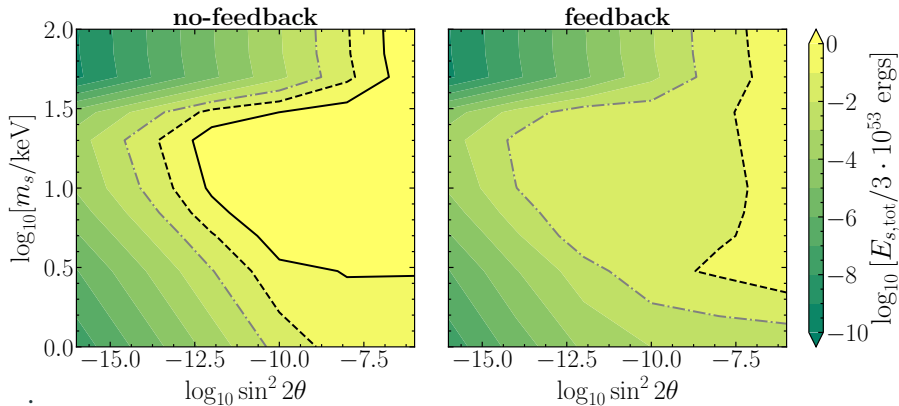 no-feedback
feedback
2.0
1.5
1.0
0.5
0.0
log₁₀[mₛ/keV]
−15.0 −12.5 −10.0 −7.5
log₁₀ sin² 2θ
−15.0 −12.5 −10.0 −7.5
log₁₀ sin² 2θ
0
−2
−4
−6
−8
−10
log₁₀ [Eₛ,tot/3 · 10⁵³ ergs]